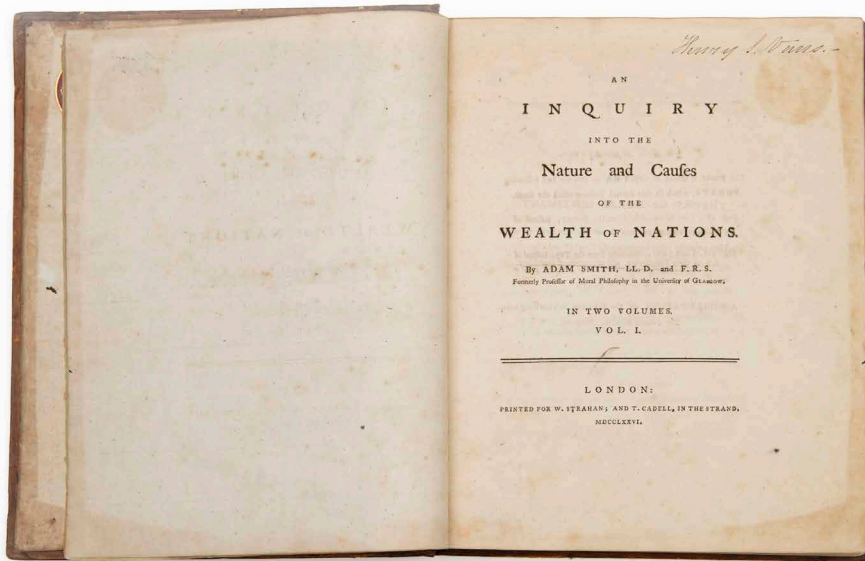 Henry
AN
INQUIRY
INTO THE
Nature and Cauſes
OF THE
WEALTH OF NATIONS.
By ADAM SMITH, LL.D. and F.R.S.
Formerly Profeſſor of Moral Philoſophy in the Univerſity of GLASGOW.
IN TWO VOLUMES.
VOL. I.
LONDON:
PRINTED FOR W. STRAHAN; AND T. CADELL, IN THE STRAND.
MDCCLXXVI.